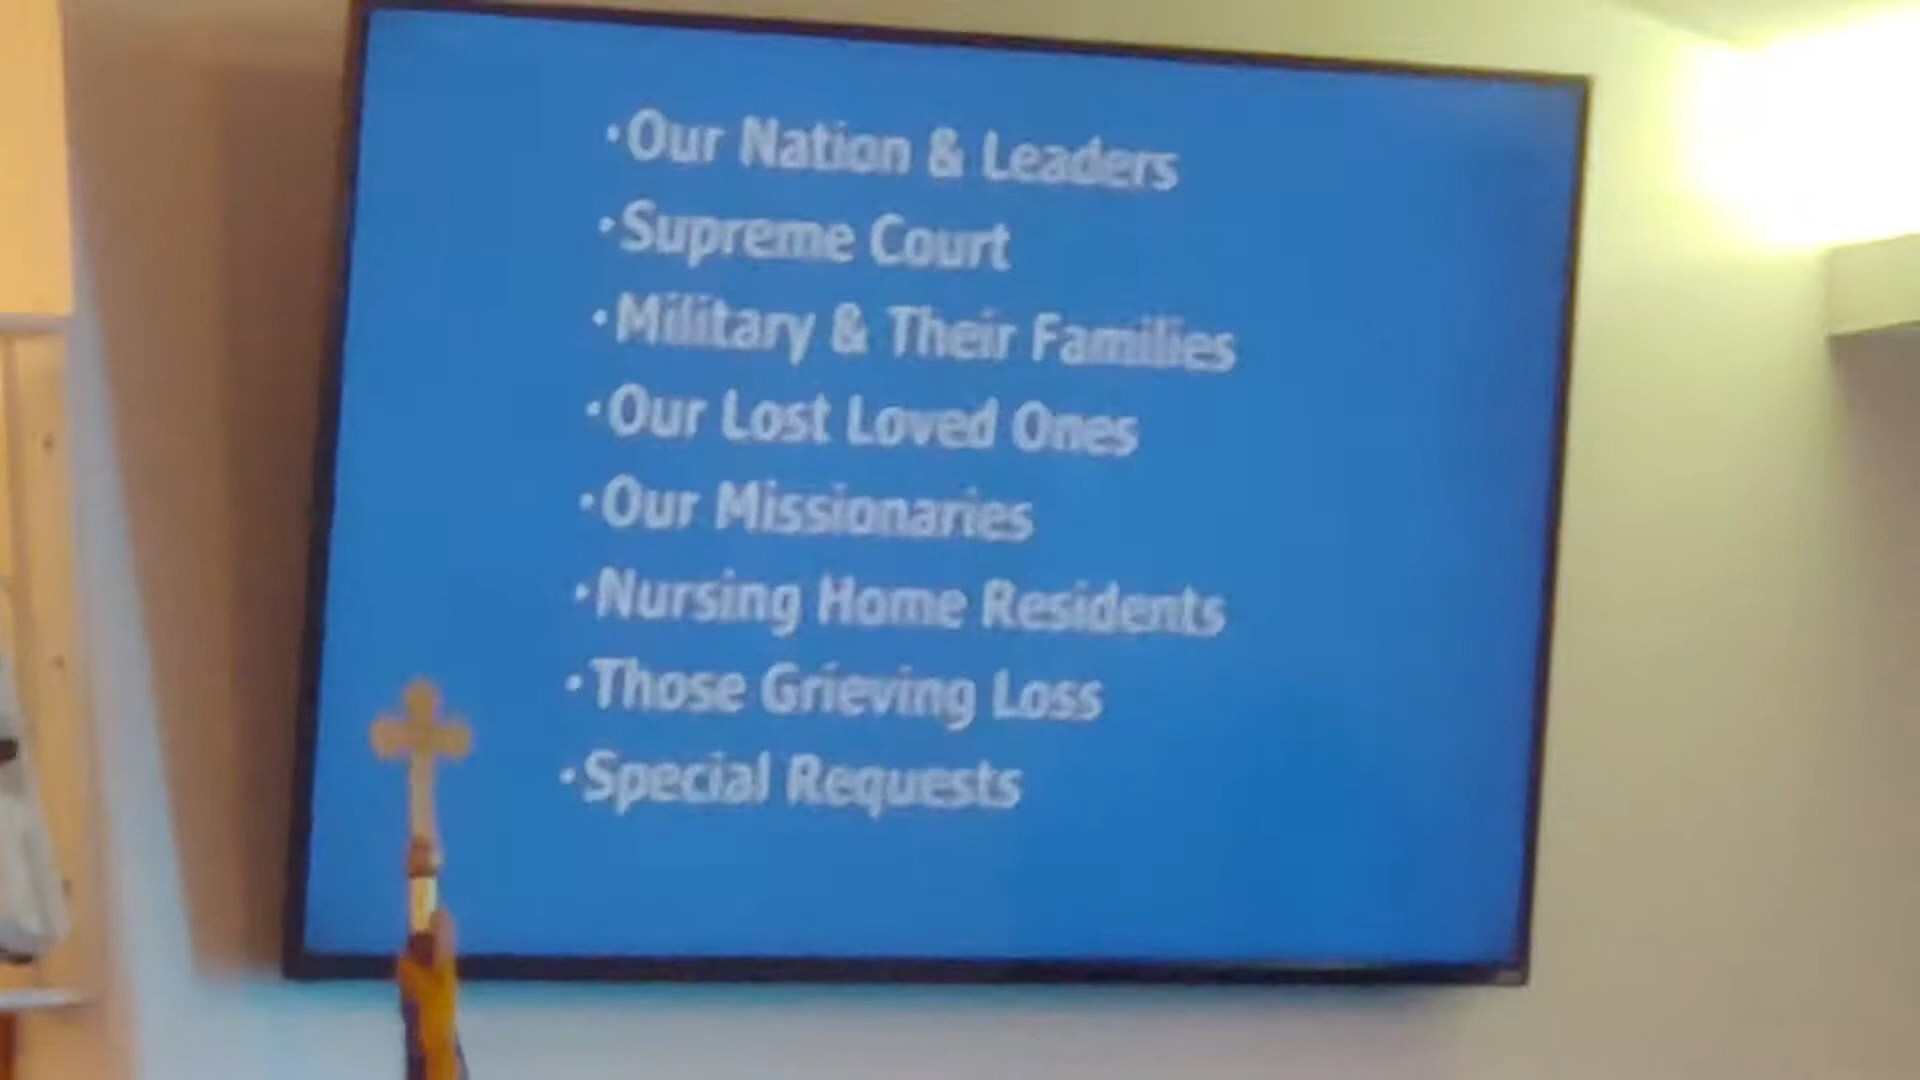 •Our Nation & Leaders
•Supreme Court
•Military & Their Families
•Our Lost Loved Ones
•Our Missionaries
•Nursing Home Residents
•Those Grieving Loss
•Special Requests